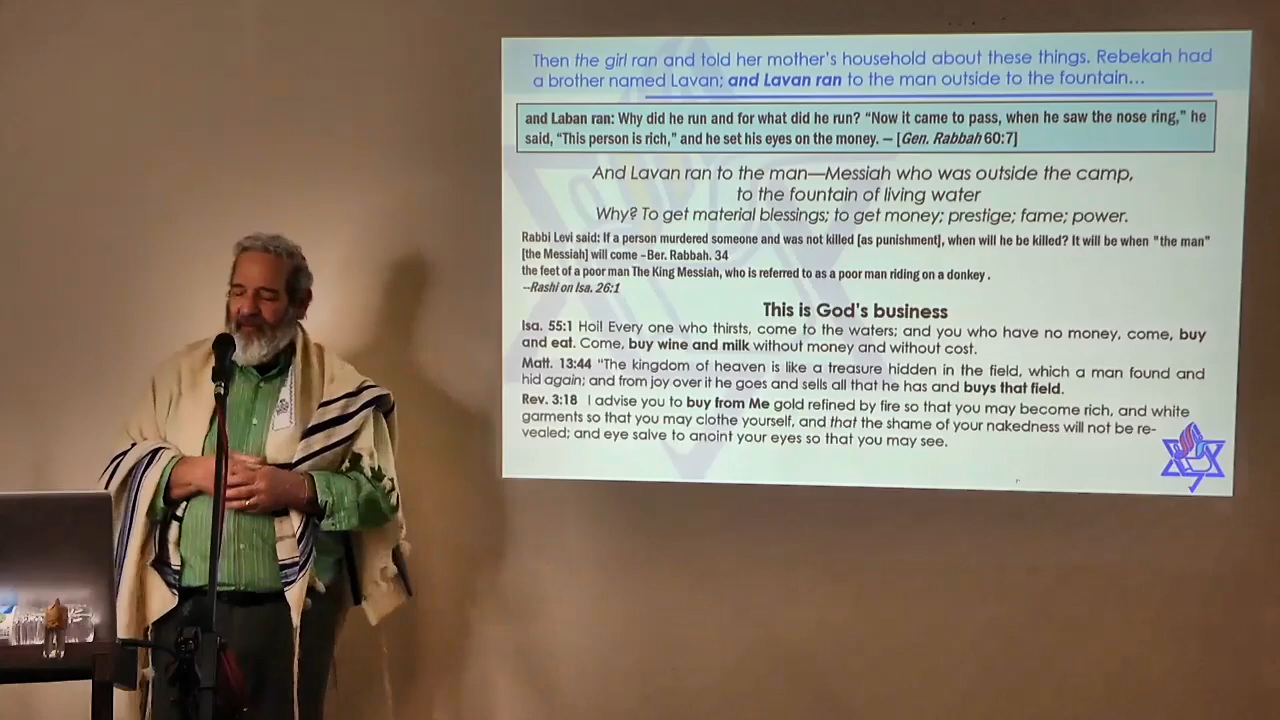 Then the girl ran and told her mother's household about these things. Rebekah had
a brother named Lavan; and Lavan ran to the man outside to the fountain…
and Laban ran: Why did he run and for what did he run? "Now it came to pass, when he saw the nose ring," he
said, "This person is rich," and he set his eyes on the money. — [Gen. Rabbah 60:7]
And Lavan ran to the man—Messiah who was outside the camp,
to the fountain of living water
Why? To get material blessings; to get money; prestige; fame; power.
Rabbi Levi said: If a person murdered someone and was not killed [as punishment], when will he be killed? It will be when "the man"
[the Messiah] will come –Ber. Rabbah. 34
the feet of a poor man The King Messiah, who is referred to as a poor man riding on a donkey .
--Rashi on Isa. 26:1
This is God's business
Isa. 55:1 Hoi! Every one who thirsts, come to the waters; and you who have no money, come, buy
and eat. Come, buy wine and milk without money and without cost.
Matt. 13:44 "The kingdom of heaven is like a treasure hidden in the field, which a man found and
hid again; and from joy over it he goes and sells all that he has and buys that field.
Rev. 3:18 I advise you to buy from Me gold refined by fire so that you may become rich, and white
garments so that you may clothe yourself, and that the shame of your nakedness will not be re-
vealed; and eye salve to anoint your eyes so that you may see.